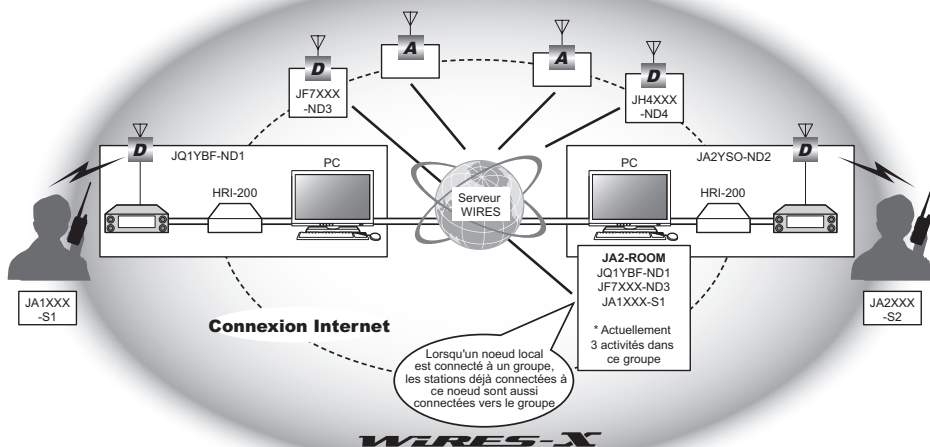 A
A
D
D
JF7XXX
-ND3
JH4XXX
-ND4
D
JQ1YBF-ND1
PC
HRI-200
Serveur
WIRES
PC
JA2YSO-ND2
D
HRI-200
JA1XXX
-S1
JA2XXX
-S2
JA2-ROOM
JQ1YBF-ND1
JF7XXX-ND3
JA1XXX-S1
* Actuellement
3 activités dans
ce groupe
Connexion Internet
Lorsqu'un noeud local
est connecté à un groupe,
les stations déjà connectées à
ce noeud sont aussi
connectées vers le groupe
WiRES-X